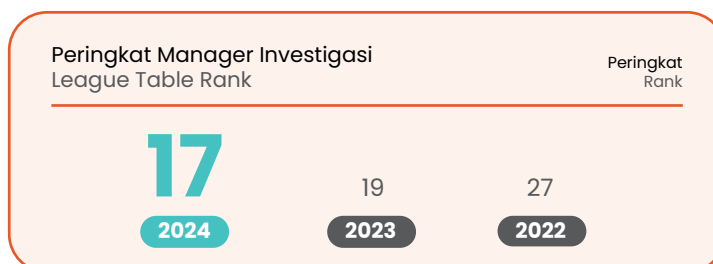 Peringkat Manager Investigasi
League Table Rank
Peringkat
Rank
17
19
27
2024
2023
2022